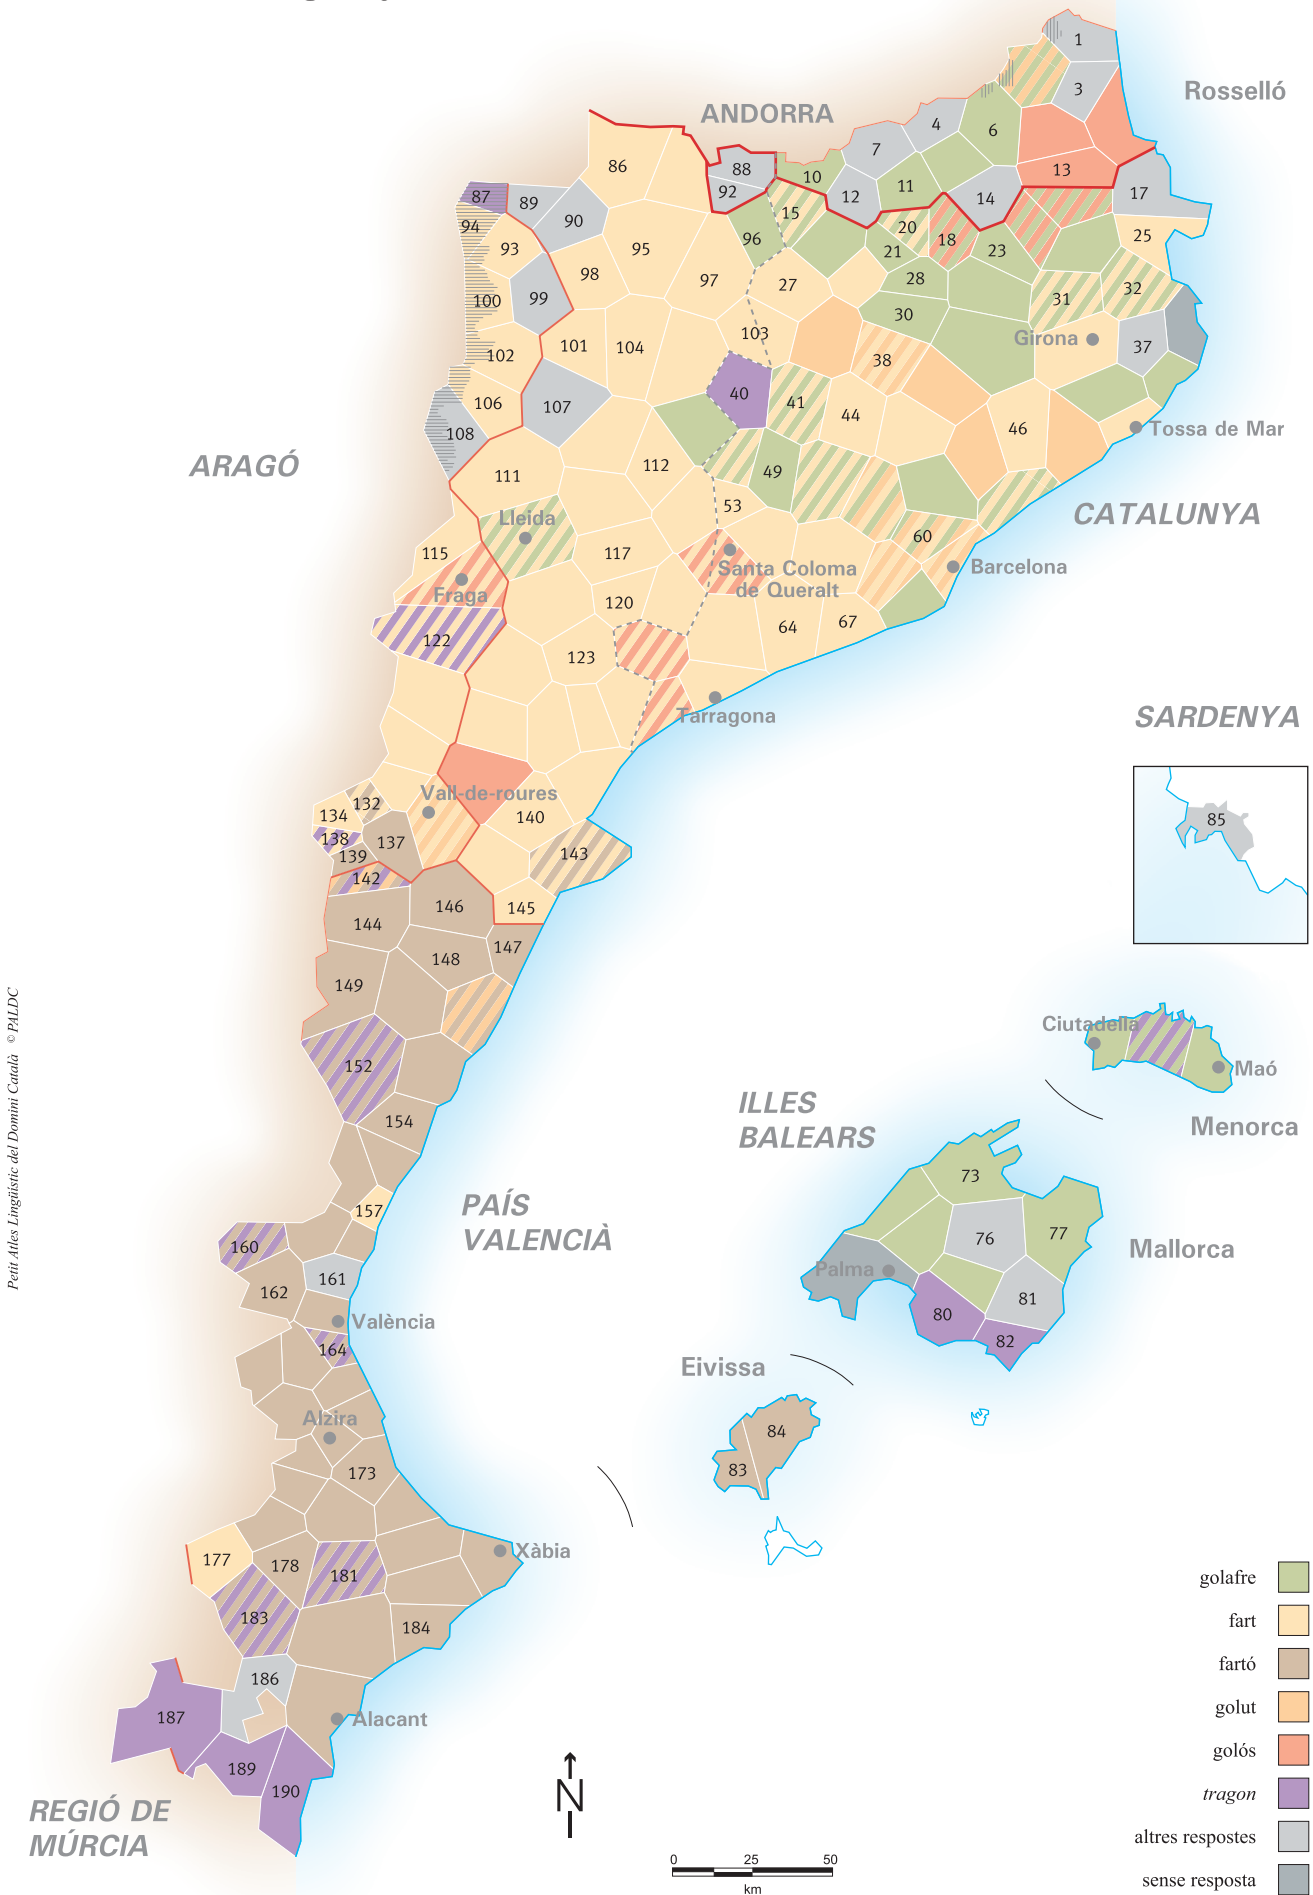 1
Rosselló
3
ANDORRA
4
6
7
86
88
10
13
92
11
17
87
89
12
14
94
90
15
25
93
96
20
18
23
95
21
98
97
27
28
32
100
99
31
30
103
Girona
37
102
101
104
38
40
106
107
41
44
46
108
Tossa de Mar
ARAGÓ
112
49
111
53
CATALUNYA
Lleida
60
115
117
Santa Coloma
de Queralt
Barcelona
Fraga
120
64
67
122
123
Tarragona
SARDENYA
Vall-de-roures
132
134
140
85
138
137
139
143
142
146
145
144
147
148
149
Petit Atles Lingüístic del Domini Català © PALDC
Ciutadella
152
Maó
154
ILLES
BALEARS
Menorca
73
157
PAÍS
VALENCIÀ
77
160
76
Mallorca
161
Palma
162
81
València
80
164
82
Eivissa
Alzira
84
83
173
177
178
Xàbia
181
golafre
183
184
fart
fartó
186
golut
187
Alacant
golós
189
190
tragon
N
REGIÓ DE
MÚRCIA
altres respostes
0 25 50
km
sense resposta